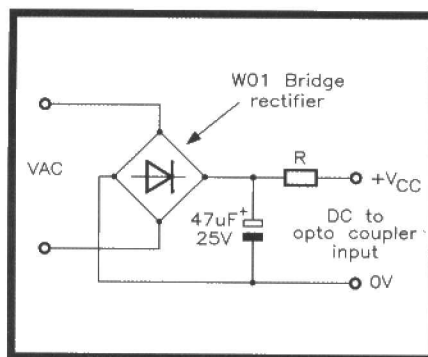 W01 Bridge
rectifier
VAC
R
+VCC
47uF+
25V
DC to
opto coupler
input
0V